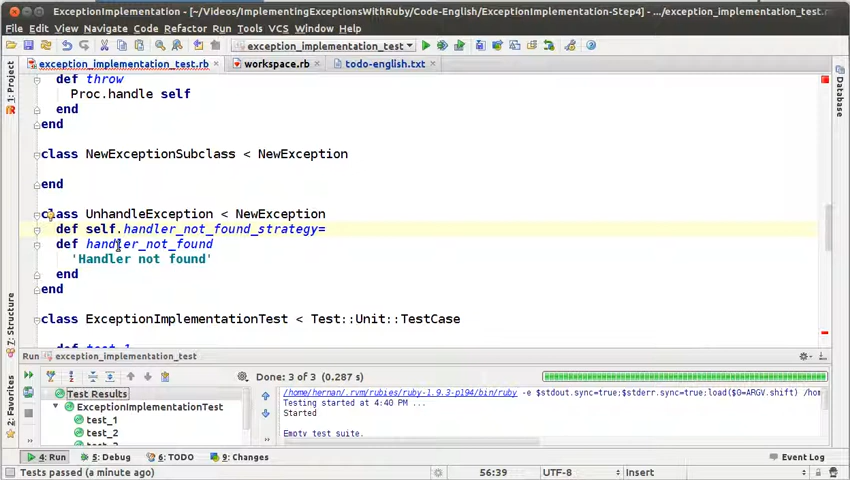 ExceptionImplementation - [~/Videos/ImplementingExceptionsWithRuby/Code-English/ExceptionImplementation-Step4] - .../exception_implementation_test.rb
File Edit View Navigate Code Refactor Run Tools VCS Window Help
exception_implementation_test
exception_implementation_test.rb workspace.rb todo-english.txt
1: Project
Database
def throw
Proc.handle self
end
end
class NewExceptionSubclass < NewException
end
class UnhandleException < NewException
def self.handler_not_found_strategy=
def handler_not_found
'Handler not found'
end
end
class ExceptionImplementationTest < Test::Unit::TestCase
7: Structure
2: Favorites
Run exception_implementation_test
Done: 3 of 3 (0.287 s)
Test Results
ExceptionImplementationTest
test_1
test_2
/home/hernan/.rvm/rubies/ruby-1.9.3-p194/bin/ruby -e $stdout.sync=true;$stderr.sync=true;load($0=ARGV.shift) /hom
Testing started at 4:40 PM ...
Started
Empty test suite.
4: Run 5: Debug 6: TODO 9: Changes Event Log
Tests passed (a minute ago) 56:39 UTF-8 Insert